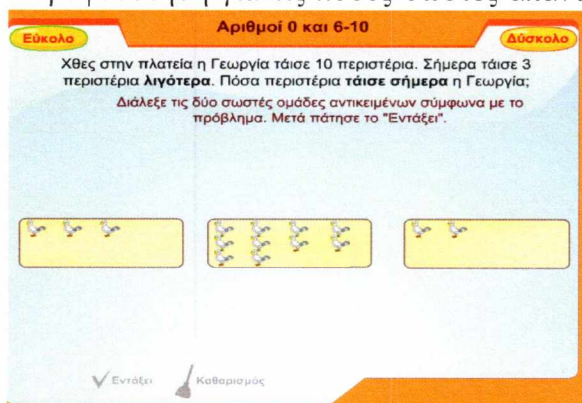 Αριθμοί 0 και 6-10
Εύκολο
Δύσκολο
Χθες στην πλατεία η Γεωργία τάισε 10 περιστέρια. Σήμερα τάισε 3
περιστέρια λιγότερα. Πόσα περιστέρια τάισε σήμερα η Γεωργία;
Διάλεξε τις δύο σωστές ομάδες αντικειμένων σύμφωνα με το
πρόβλημα. Μετά πάτησε το "Εντάξει".
Εντάξει
Καθαρισμός